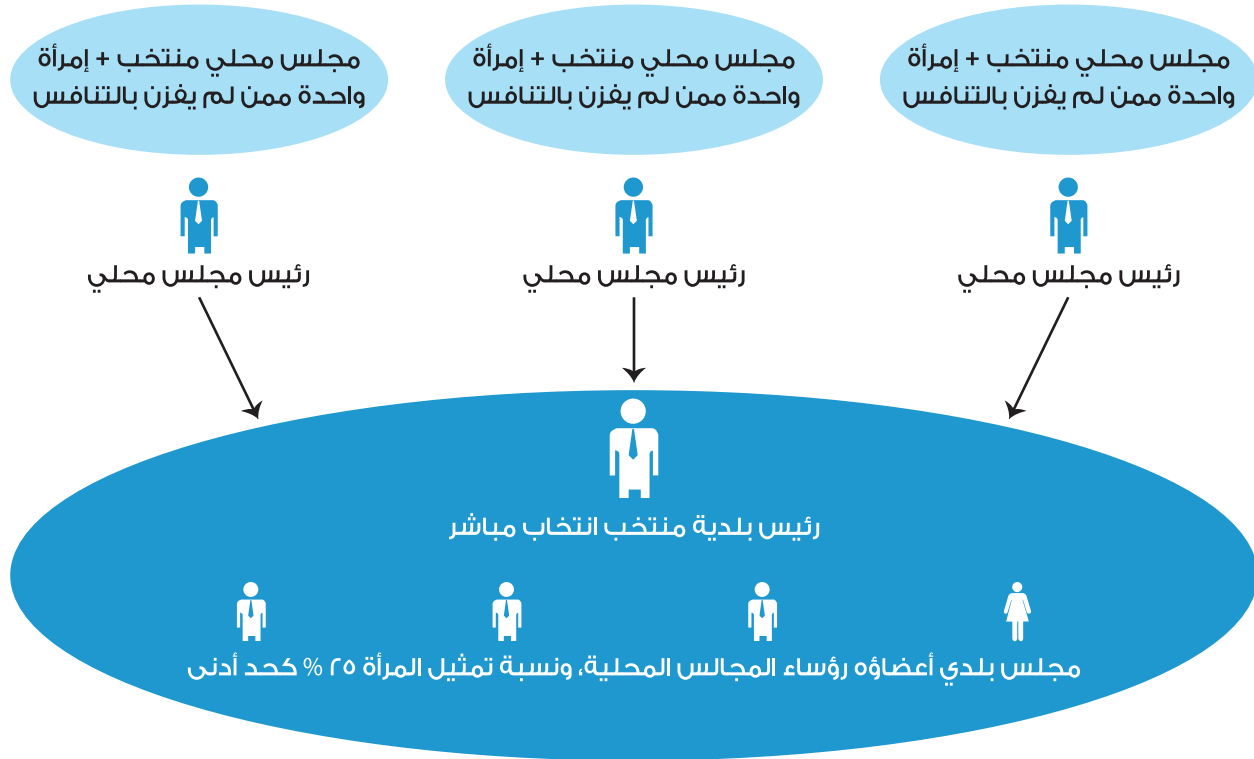 مجلس محلي منتخب + إمرأة
واحدة ممن لم يفزن بالتنافس
مجلس محلي منتخب + إمرأة
واحدة ممن لم يفزن بالتنافس
مجلس محلي منتخب + إمرأة
واحدة ممن لم يفزن بالتنافس
رئيس مجلس محلي
رئيس مجلس محلي
رئيس مجلس محلي
رئيس بلدية منتخب انتخاب مباشر
مجلس بلدي أعضاؤه رؤساء المجالس المحلية، ونسبة تمثيل المرأة ٢٥ % كحد أدنى